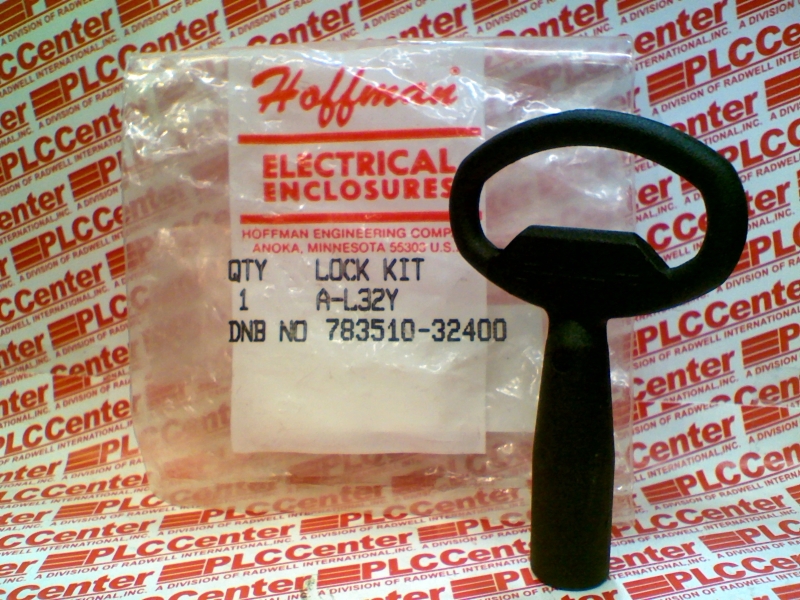 Hoffman
ELECTRICAL
ENCLOSURES
HOFFMAN ENGINEERING
ANOKA, MINNESOTA 55303 U.S.
QTY LOCK KIT
1 A-L32Y
DNB NO 783510-32400
PLCCenter
A DIVISION OF RADWELL INTERNATIONAL, INC.